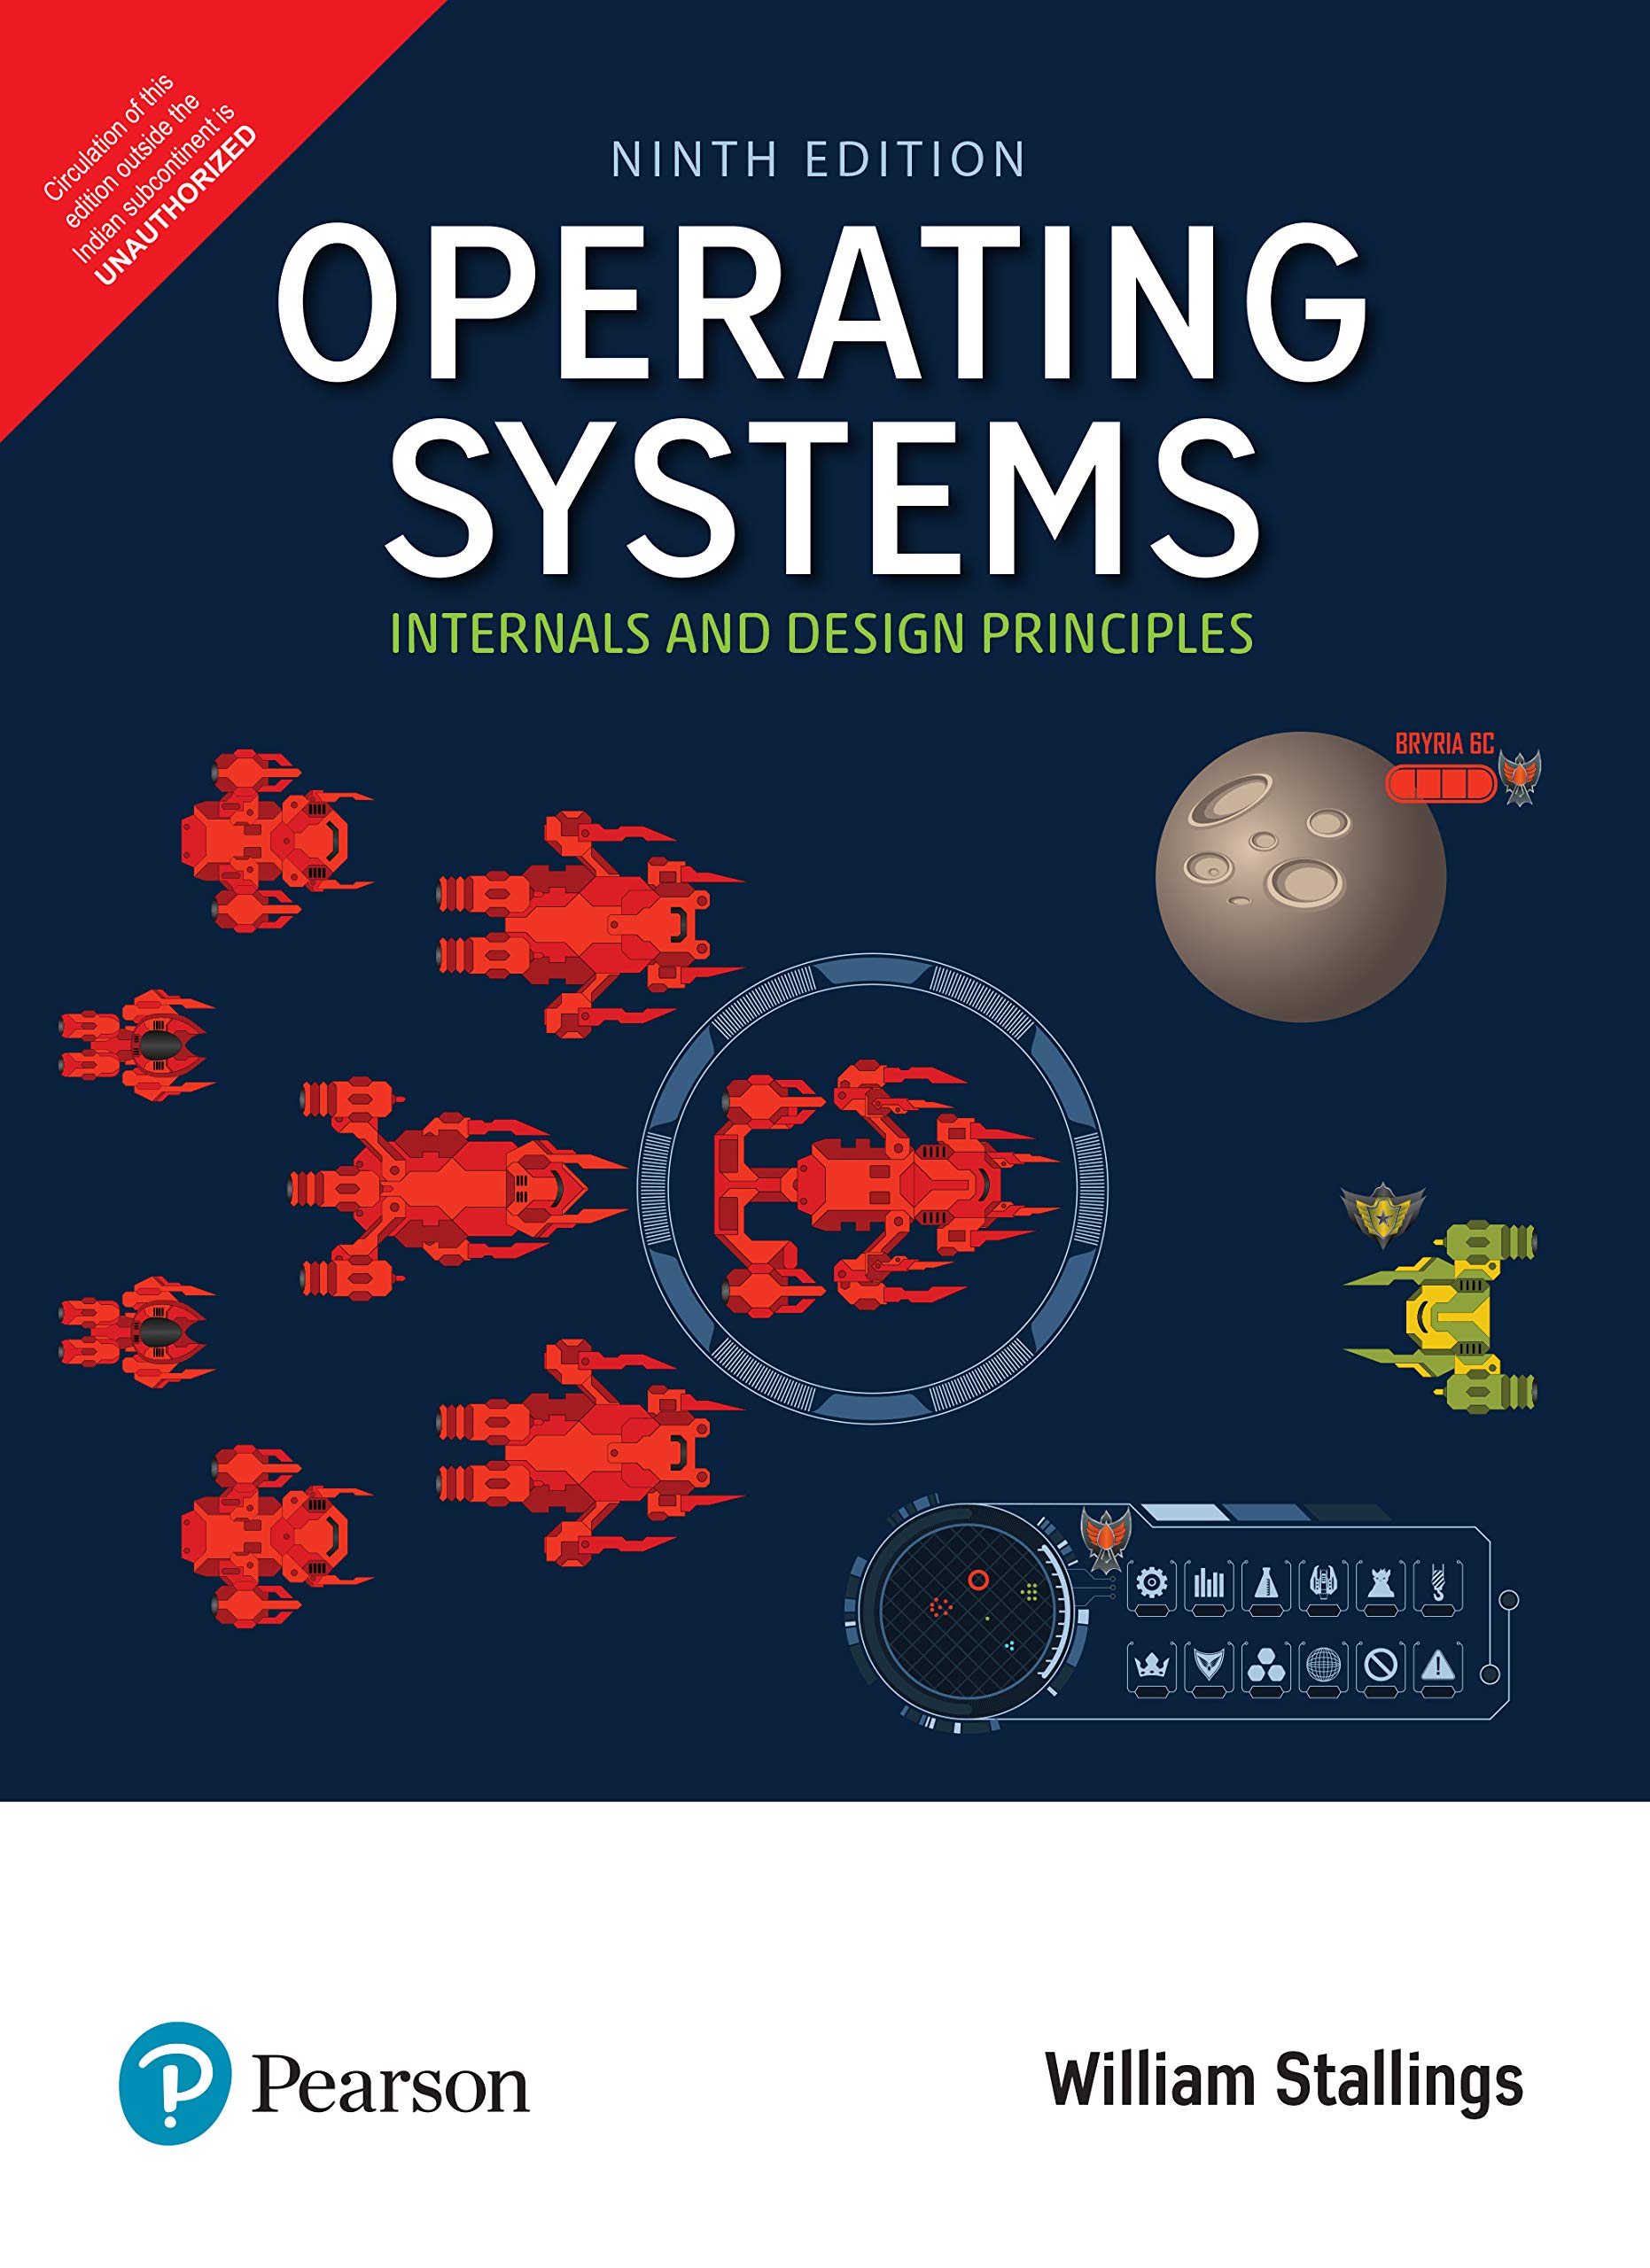 Circulation of this
edition outside the
Indian subcontinent is
UNAUTHORIZED
NINTH EDITION
OPERATING
SYSTEMS
INTERNALS AND DESIGN PRINCIPLES
BRYRIA 6C
Pearson
William Stallings